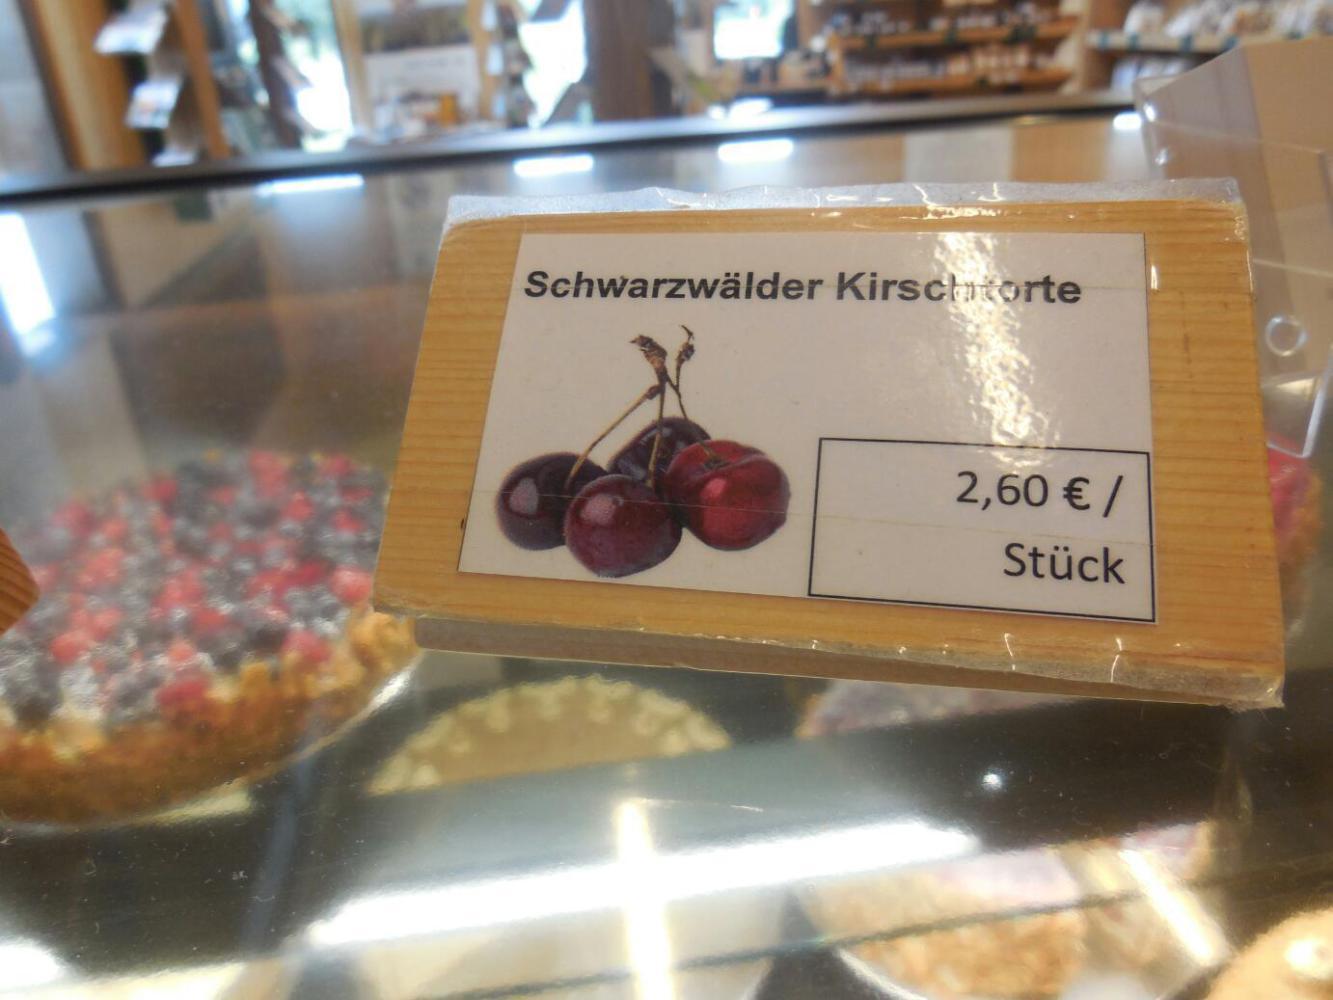 Schwarzwälder Kirschtorte
2,60 € /
Stück